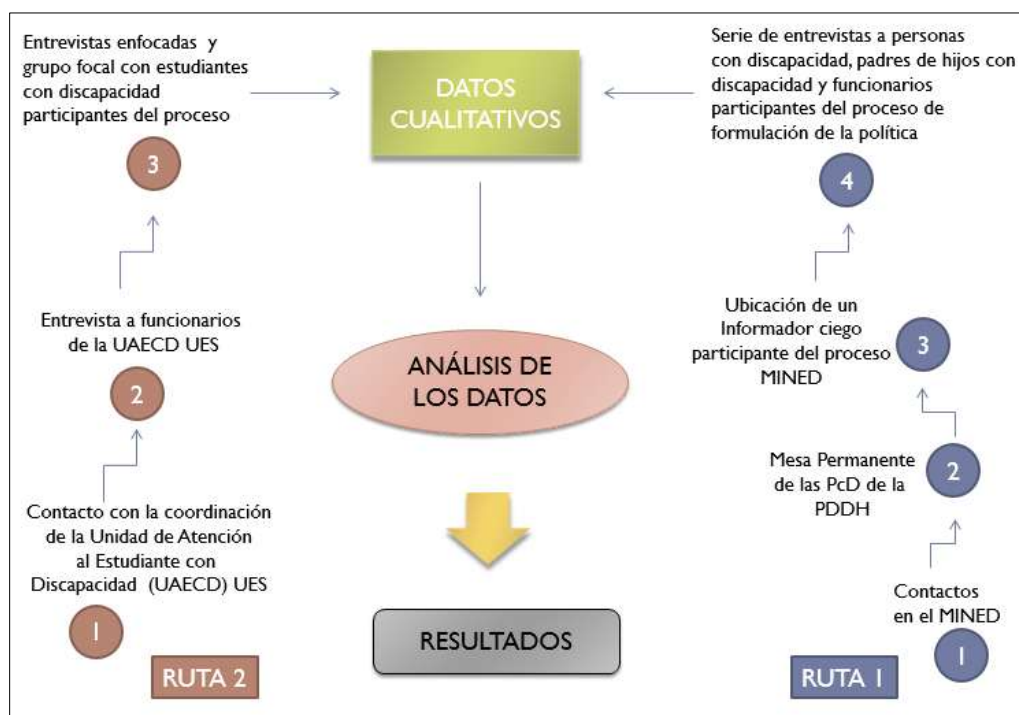 Entrevistas enfocadas y
grupo focal con estudiantes
con discapacidad
participantes del proceso
3
Entrevista a funcionarios
de la UAECD UES
2
Contacto con la coordinación
de la Unidad de Atención
al Estudiante con
Discapacidad (UAECD) UES
1
RUTA 2
DATOS
CUALITATIVOS
ANÁLISIS DE
LOS DATOS
RESULTADOS
Serie de entrevistas a personas
con discapacidad, padres de hijos con
discapacidad y funcionarios
participantes del proceso de
formulación de la política
4
Ubicación de un
Informador ciego
participante del proceso
MINED
3
Mesa Permanente
de las PcD de la
PDDH
2
Contactos
en el MINED
1
RUTA 1